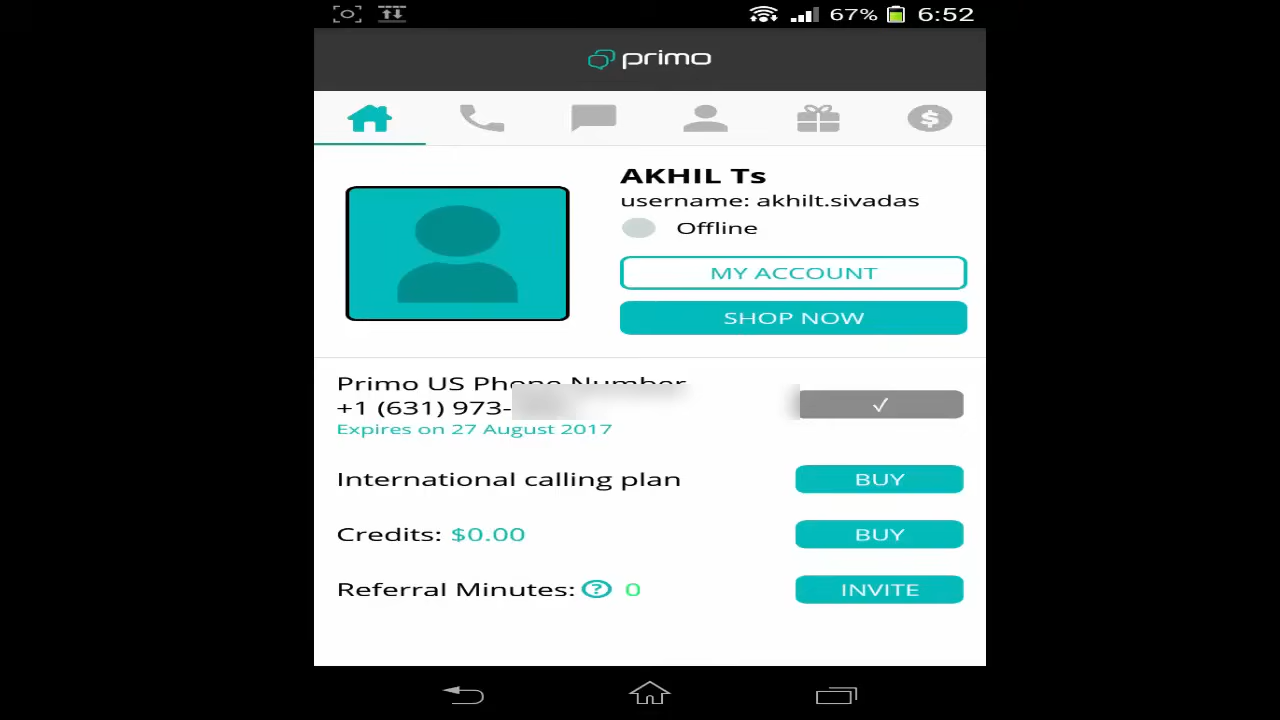 67% 6:52
primo
AKHIL Ts
username: akhilt.sivadas
Offline
MY ACCOUNT
SHOP NOW
Primo US Phone Number
+1 (631) 973-
Expires on 27 August 2017
✓
International calling plan
BUY
Credits: $0.00
BUY
Referral Minutes: ? 0
INVITE